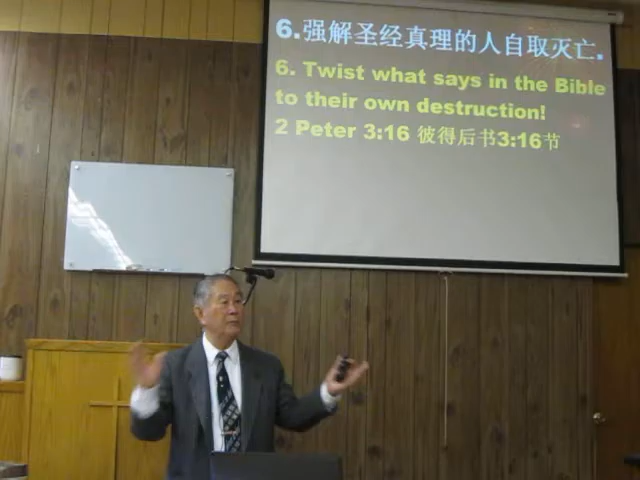 6.强解圣经真理的人自取灭亡.
6. Twist what says in the Bible
to their own destruction!
2 Peter 3:16 彼得后书3:16节